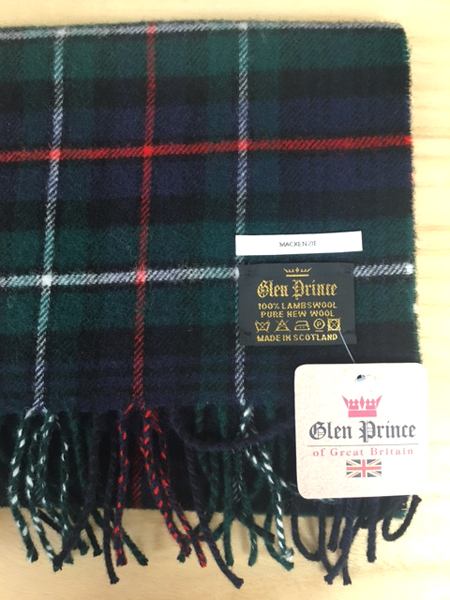 MACKENZIE
Glen Prince
100% LAMBSWOOL
PURE NEW WOOL
MADE IN SCOTLAND
Glen Prince
of Great Britain